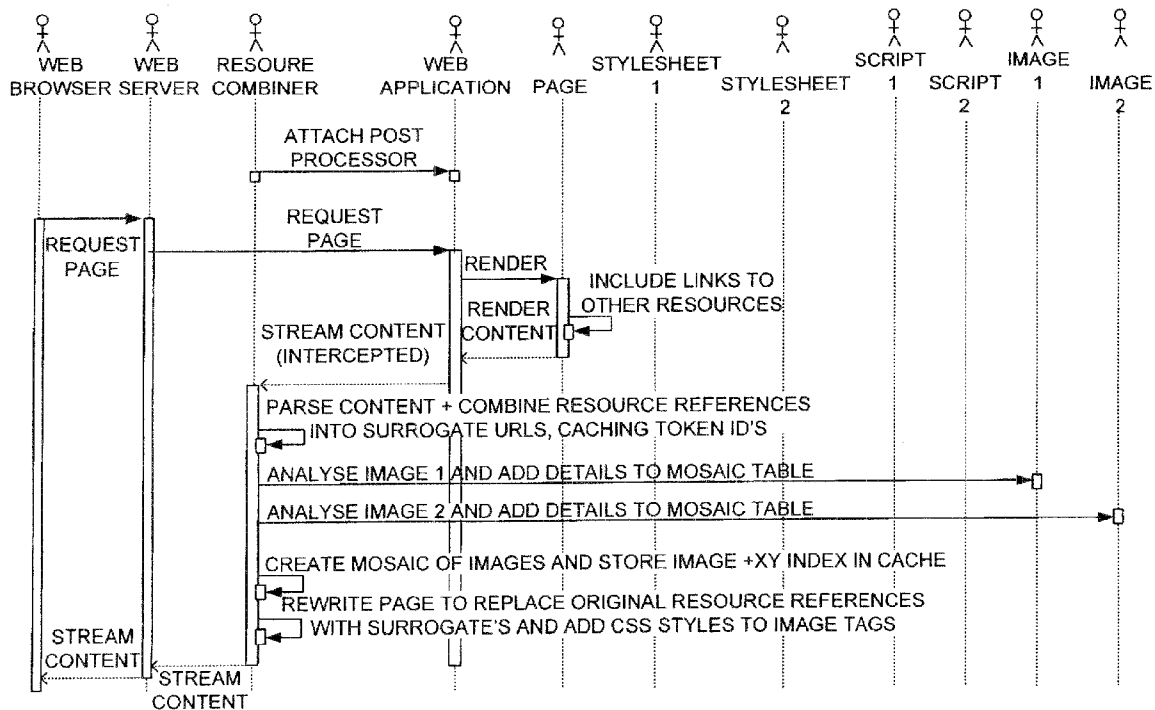 WEB BROWSER
WEB SERVER
RESOURE COMBINER
WEB APPLICATION
PAGE
STYLESHEET 1
STYLESHEET 2
SCRIPT 1
SCRIPT 2
IMAGE 1
IMAGE 2
ATTACH POST
PROCESSOR
REQUEST
PAGE
REQUEST
PAGE
RENDER
INCLUDE LINKS TO
OTHER RESOURCES
RENDER
CONTENT
STREAM CONTENT
(INTERCEPTED)
PARSE CONTENT + COMBINE RESOURCE REFERENCES
INTO SURROGATE URLS, CACHING TOKEN ID'S
ANALYSE IMAGE 1 AND ADD DETAILS TO MOSAIC TABLE
ANALYSE IMAGE 2 AND ADD DETAILS TO MOSAIC TABLE
CREATE MOSAIC OF IMAGES AND STORE IMAGE +XY INDEX IN CACHE
REWRITE PAGE TO REPLACE ORIGINAL RESOURCE REFERENCES
WITH SURROGATE'S AND ADD CSS STYLES TO IMAGE TAGS
STREAM
CONTENT
STREAM
CONTENT